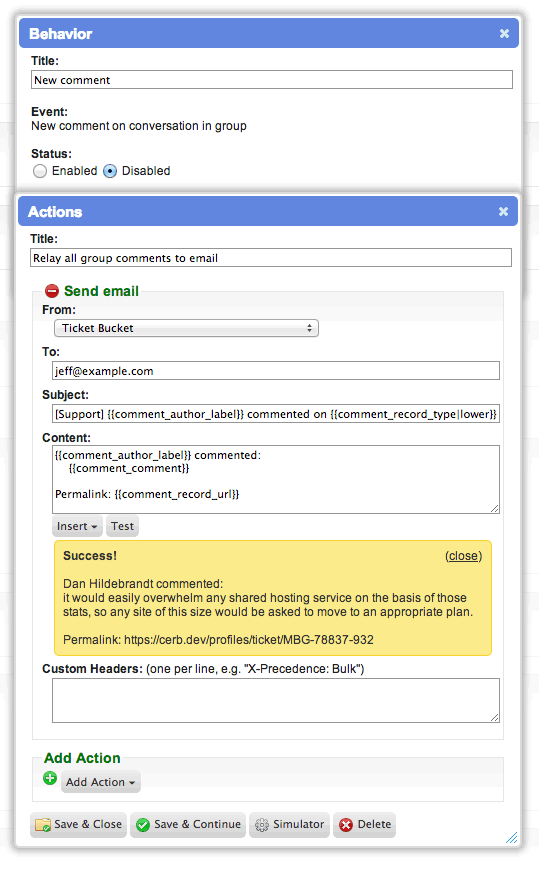 Behavior
Title:
New comment
Event:
New comment on conversation in group
Status:
Enabled Disabled
Actions
Title:
Relay all group comments to email
Send email
From:
Ticket Bucket
To:
jeff@example.com
Subject:
[Support] {{comment_author_label}} commented on {{comment_record_type|lower}}
Content:
{{comment_author_label}} commented:
{{comment_comment}}
Permalink: {{comment_record_url}}
Insert Test
Success! (close)
Dan Hildebrandt commented:
it would easily overwhelm any shared hosting service on the basis of those
stats, so any site of this size would be asked to move to an appropriate plan.
Permalink: https://cerb.dev/profiles/ticket/MBG-78837-932
Custom Headers: (one per line, e.g. "X-Precedence: Bulk")
Add Action
Add Action
Save & Close Save & Continue Simulator Delete